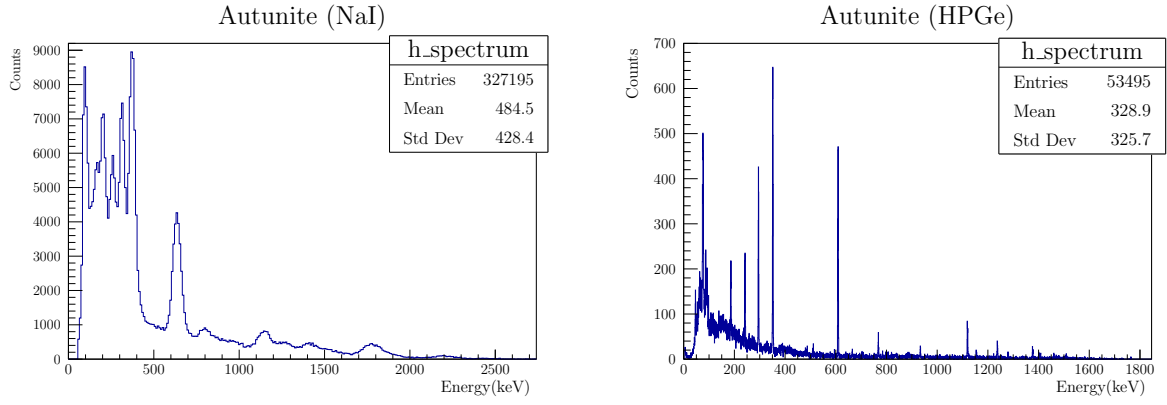 Autunite (NaI)
h_spectrum
Entries 327195
Mean 484.5
Std Dev 428.4
Counts
9000
8000
7000
6000
5000
4000
3000
2000
1000
0
0 500 1000 1500 2000 2500
Energy(keV)
Autunite (HPGe)
h_spectrum
Entries 53495
Mean 328.9
Std Dev 325.7
Counts
700
600
500
400
300
200
100
0
0 200 400 600 800 1000 1200 1400 1600 1800
Energy(keV)